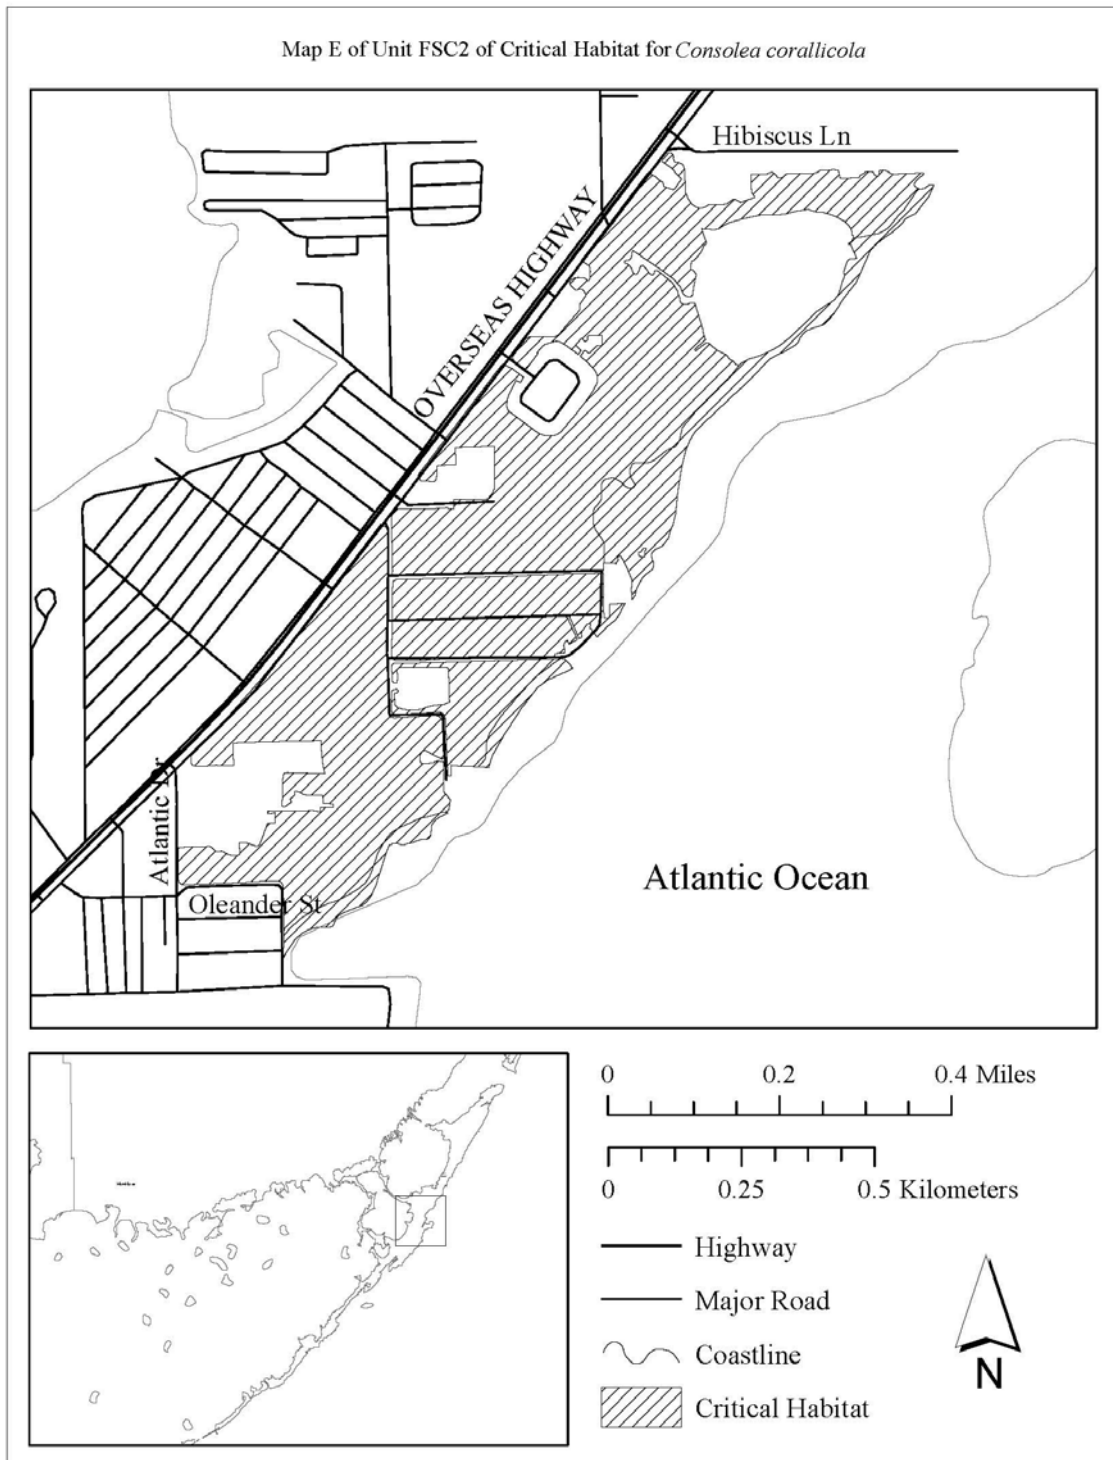 Map E of Unit FSC2 of Critical Habitat for Consolea corallicola
Hibiscus Ln
OVERSEAS HIGHWAY
Atlantic Dr
Atlantic Ocean
Oleander St
0 0.2 0.4 Miles
0 0.25 0.5 Kilometers
Highway
Major Road
Coastline
Critical Habitat
N